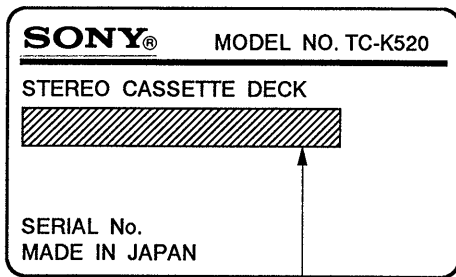 SONY® MODEL NO. TC-K520
STEREO CASSETTE DECK
SERIAL No.
MADE IN JAPAN